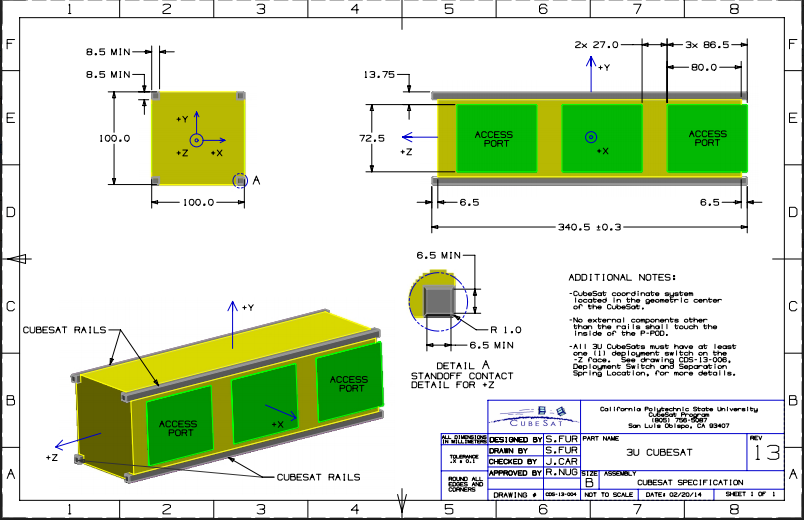 1 2 3 4 5 6 7 8
F F
E E
D D
C C
B B
A A
8.5 MIN
8.5 MIN
100.0
+Y
+Z +X
A
100.0
2x 27.0 3x 86.5
+Y 80.0
13.75
72.5
+Z
ACCESS
PORT
+X
ACCESS
PORT
6.5 6.5
340.5 ±0.3
6.5 MIN
R 1.0
6.5 MIN
DETAIL A
STANDOFF CONTACT
DETAIL FOR +Z
ADDITIONAL NOTES:
-CubeSat coordinate system
located in the geometric center
of the CubeSat.
-No external components other
than the rails shall touch the
inside of the P-POD.
-All 3U CubeSats must have at least
one (1) deployment switch on the
-Z face. See drawing CDS-13-006,
Deployment Switch and Separation
Spring Location, for more details.
+Y
CUBESAT RAILS
ACCESS
PORT
ACCESS
PORT
+X
+Z
CUBESAT RAILS
CUBESAT
California Polytechnic State University
CubeSat Program
(805) 756-5087
San Luis Obispo, CA 93407
ALL DIMENSIONS
IN MILLIMETERS
TOLERANCE
.X ± 0.1
ROUND ALL
EDGES AND
CORNERS
DESIGNED BY S.FUR
DRAWN BY S.FUR
CHECKED BY J.CAR
APPROVED BY R.NUG
DRAWING # CDS-13-004
PART NAME
3U CUBESAT
REV
13
SIZE
B
ASSEMBLY
CUBESAT SPECIFICATION
NOT TO SCALE DATE: 02/20/14 SHEET 1 OF 1
1 2 3 4 5 6 7 8